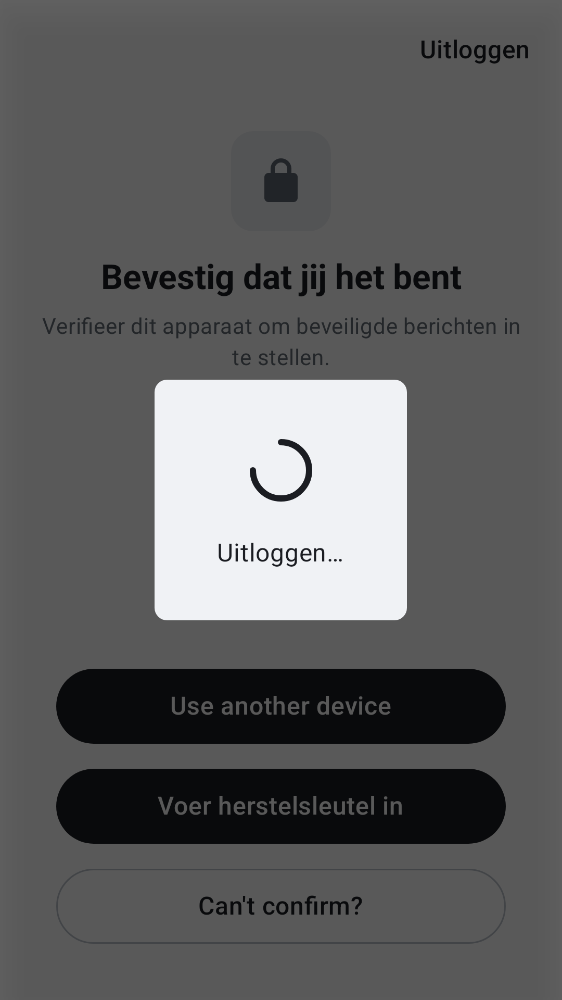 Uitloggen
Bevestig dat jij het bent
Verifieer dit apparaat om beveiligde berichten in
te stellen.
Uitloggen…
Use another device
Voer herstelsleutel in
Can't confirm?